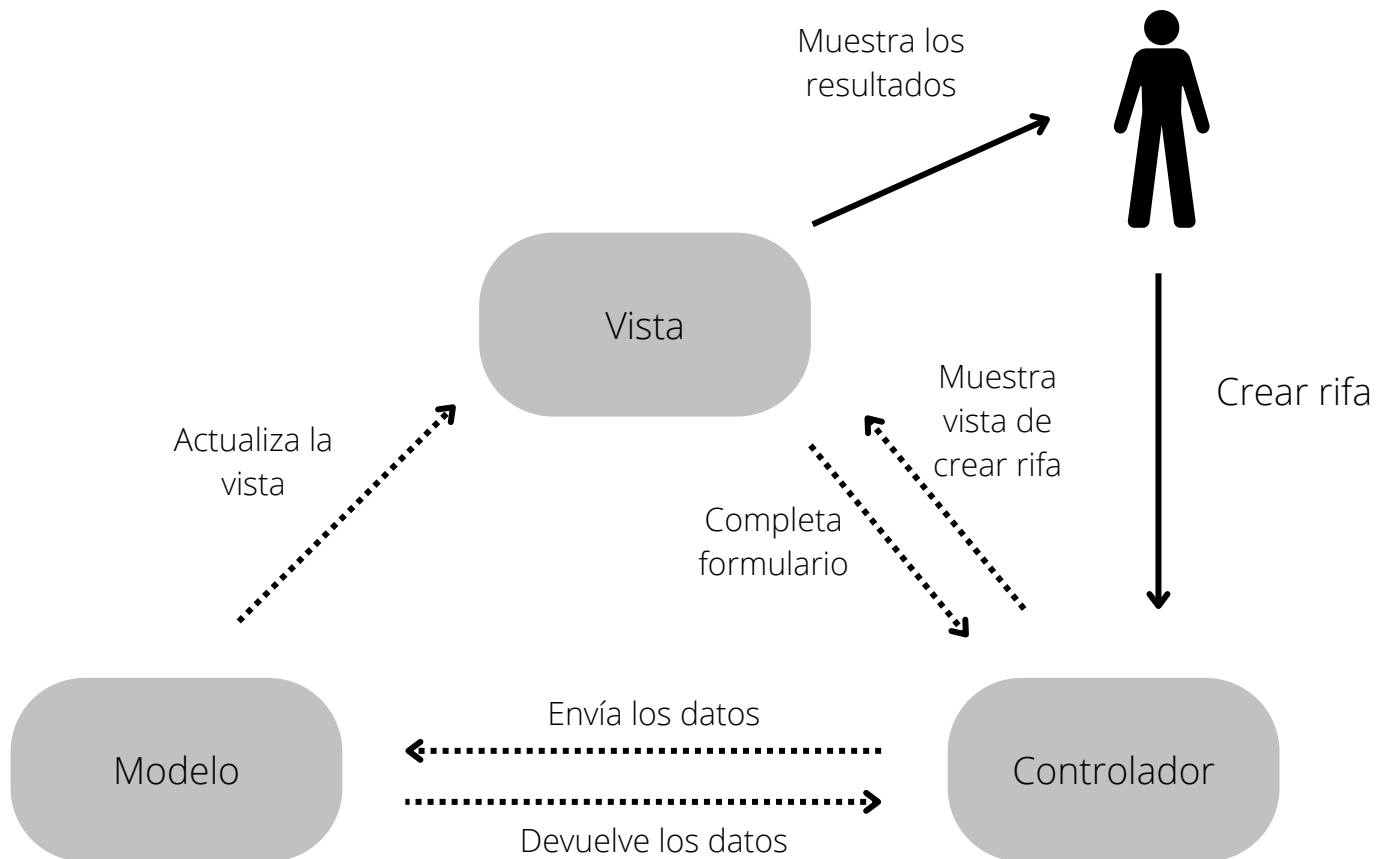 Muestra los
resultados
Vista
Muestra
vista de
crear rifa
Crear rifa
Actualiza la
vista
Completa
formulario
Envía los datos
Modelo
Controlador
Devuelve los datos